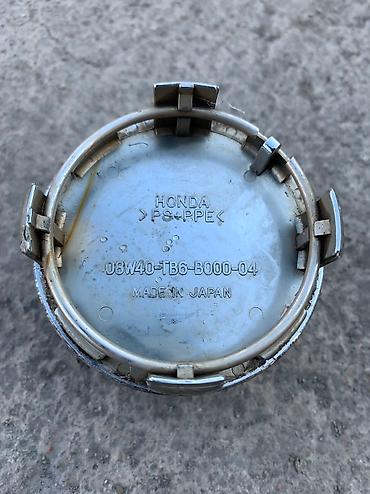 HONDA
>PS+PPE<
08W40-TB6-B000-04
MADE IN JAPAN